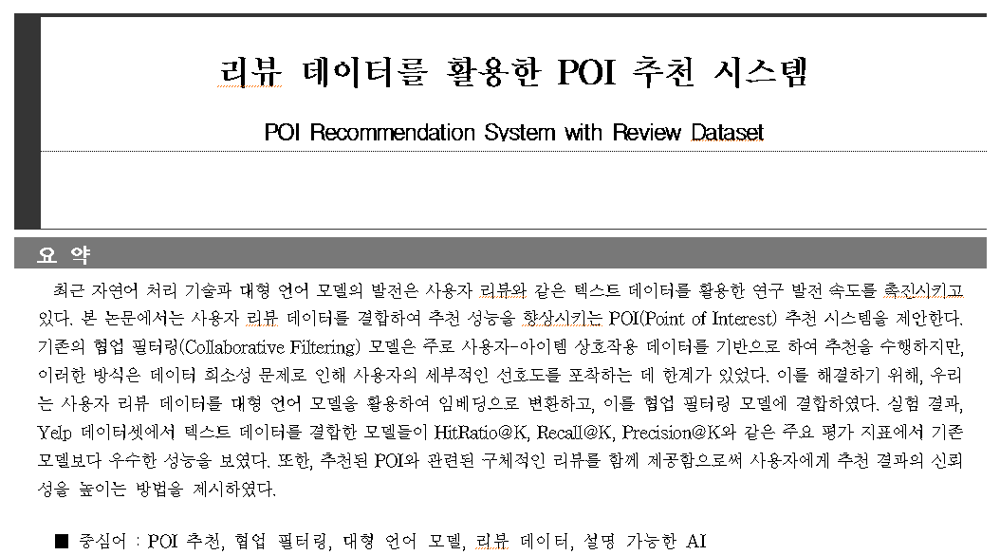 리뷰 데이터를 활용한 POI 추천 시스템
POI Recommendation System with Review Dataset
요 약
최근 자연어 처리 기술과 대형 언어 모델의 발전은 사용자 리뷰와 같은 텍스트 데이터를 활용한 연구 발전 속도를 촉진시키고
있다. 본 논문에서는 사용자 리뷰 데이터를 결합하여 추천 성능을 향상시키는 POI(Point of Interest) 추천 시스템을 제안한다.
기존의 협업 필터링(Collaborative Filtering) 모델은 주로 사용자-아이템 상호작용 데이터를 기반으로 하여 추천을 수행하지만,
이러한 방식은 데이터 희소성 문제로 인해 사용자의 세부적인 선호도를 포착하는 데 한계가 있었다. 이를 해결하기 위해, 우리
는 사용자 리뷰 데이터를 대형 언어 모델을 활용하여 임베딩으로 변환하고, 이를 협업 필터링 모델에 결합하였다. 실험 결과,
Yelp 데이터셋에서 텍스트 데이터를 결합한 모델들이 HitRatio@K, Recall@K, Precision@K와 같은 주요 평가 지표에서 기존
모델보다 우수한 성능을 보였다. 또한, 추천된 POI와 관련된 구체적인 리뷰를 함께 제공함으로써 사용자에게 추천 결과의 신뢰
성을 높이는 방법을 제시하였다.
■ 중심어 : POI 추천, 협업 필터링, 대형 언어 모델, 리뷰 데이터, 설명 가능한 AI